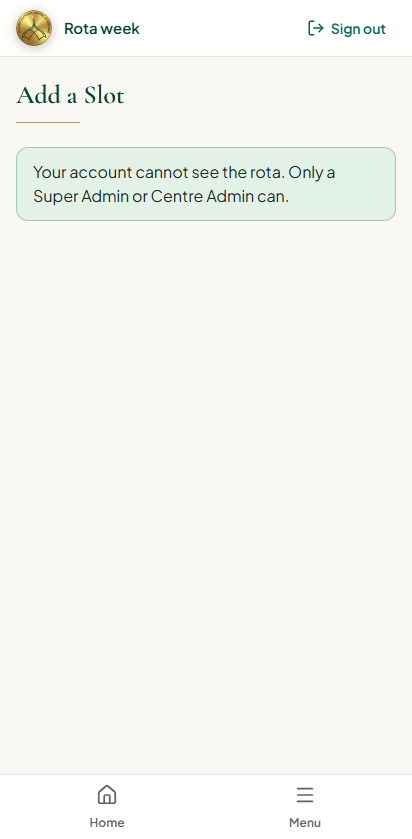 Rota week
Sign out
Add a Slot
Your account cannot see the rota. Only a
Super Admin or Centre Admin can.
Home
Menu